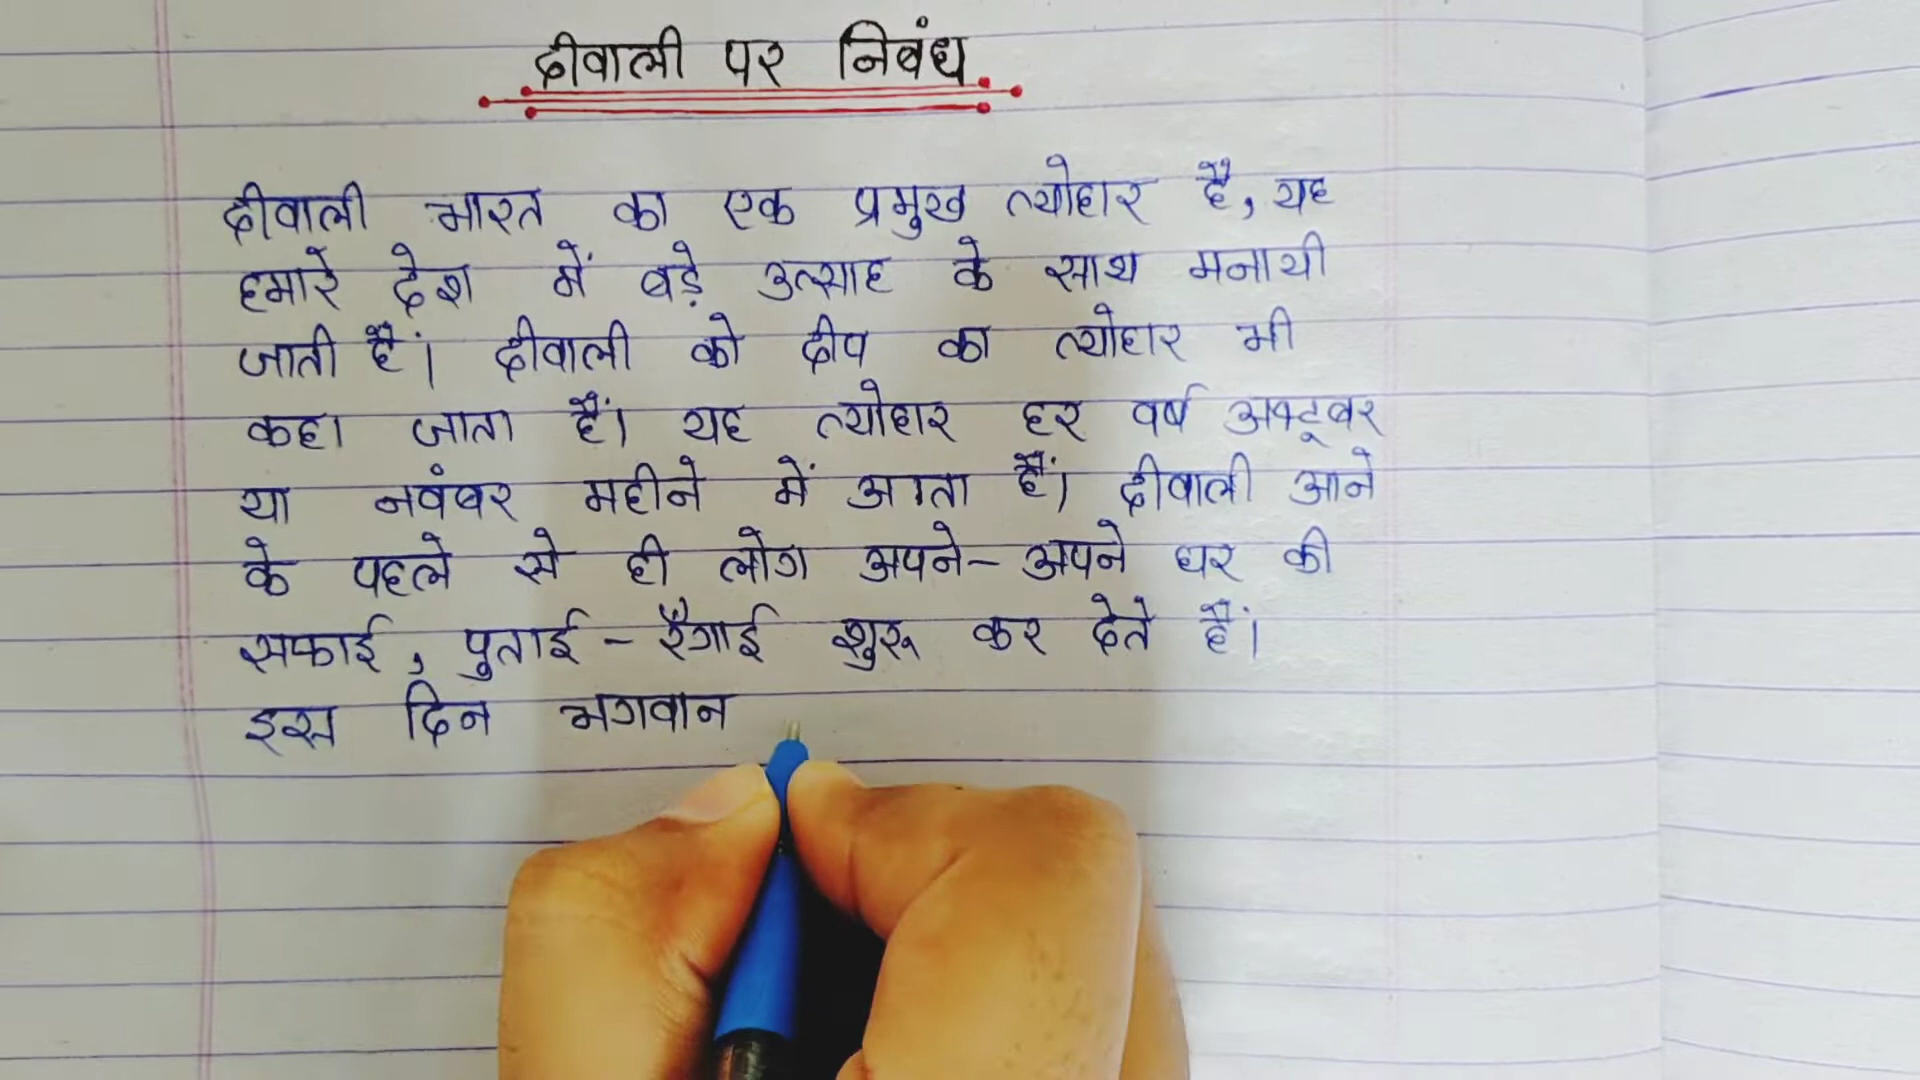 दीवाली पर निबंध
दीवाली भारत का एक प्रमुख त्योहार है, यह
हमारे देश में बड़े उत्साह के साथ मनायी
जाती हैं। दीवाली को दीप का त्योहार भी
कहा जाता हैं। यह त्योहार हर वर्ष अक्टूबर
या नवंबर महीने में आता हैं। दीवाली आने
के पहले से ही लोग अपने-अपने घर की
सफाई, पुताई-रँगाई शुरू कर देते हैं।
इस दिन भगवान